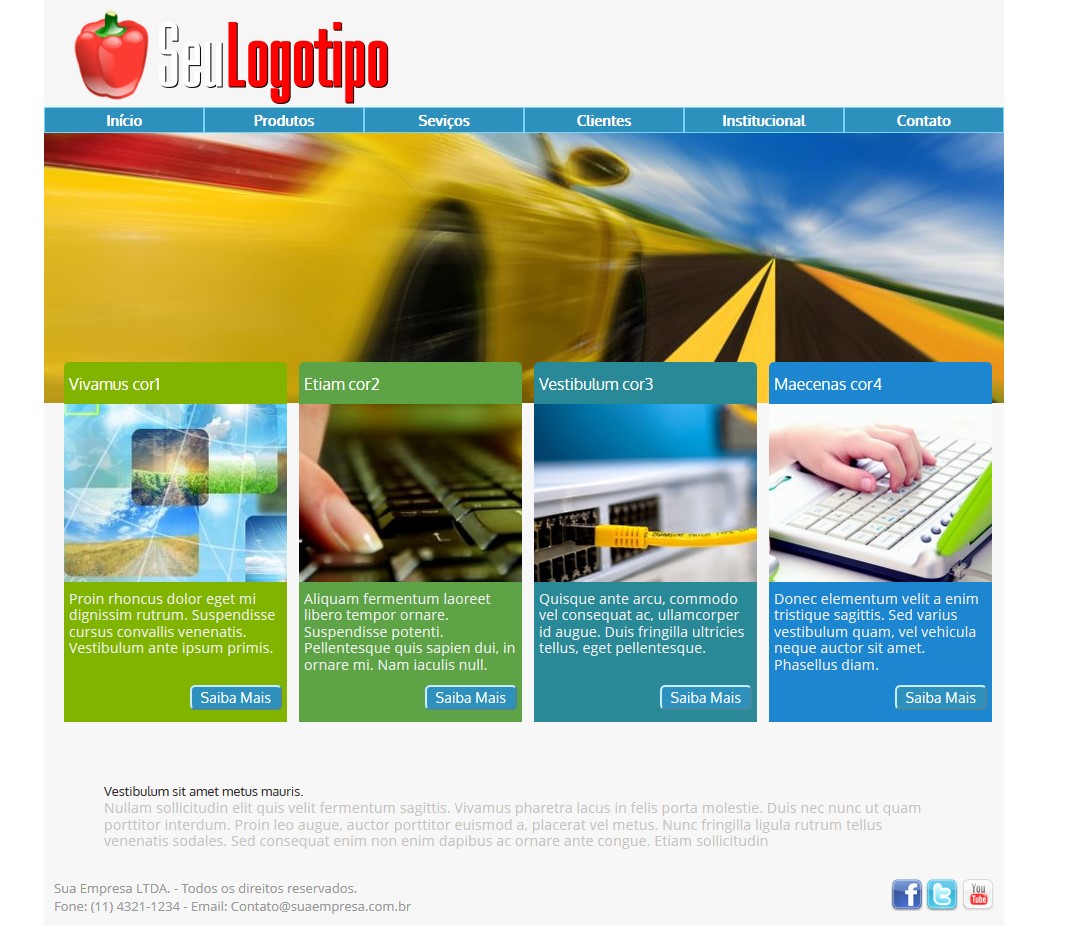 SeuLogotipo
Início
Produtos
Seviços
Clientes
Institucional
Contato
Vivamus cor1
Etiam cor2
Vestibulum cor3
Maecenas cor4
Proin rhoncus dolor eget mi
dignissim rutrum. Suspendisse
cursus convallis venenatis.
Vestibulum ante ipsum primis.
Saiba Mais
Aliquam fermentum laoreet
libero tempor ornare.
Suspendisse potenti.
Pellentesque quis sapien dui, in
ornare mi. Nam iaculis null.
Saiba Mais
Quisque ante arcu, commodo
vel consequat ac, ullamcorper
id augue. Duis fringilla ultricies
tellus, eget pellentesque.
Saiba Mais
Donec elementum velit a enim
tristique sagittis. Sed varius
vestibulum quam, vel vehicula
neque auctor sit amet.
Phasellus diam.
Saiba Mais
Vestibulum sit amet metus mauris.
Nullam sollicitudin elit quis velit fermentum sagittis. Vivamus pharetra lacus in felis porta molestie. Duis nec nunc ut quam
porttitor interdum. Proin leo augue, auctor porttitor euismod a, placerat vel metus. Nunc fringilla ligula rutrum tellus
venenatis sodales. Sed consequat enim non enim dapibus ac ornare ante congue. Etiam sollicitudin
Sua Empresa LTDA. - Todos os direitos reservados.
Fone: (11) 4321-1234 - Email: Contato@suaempresa.com.br
f
t
You
Tube